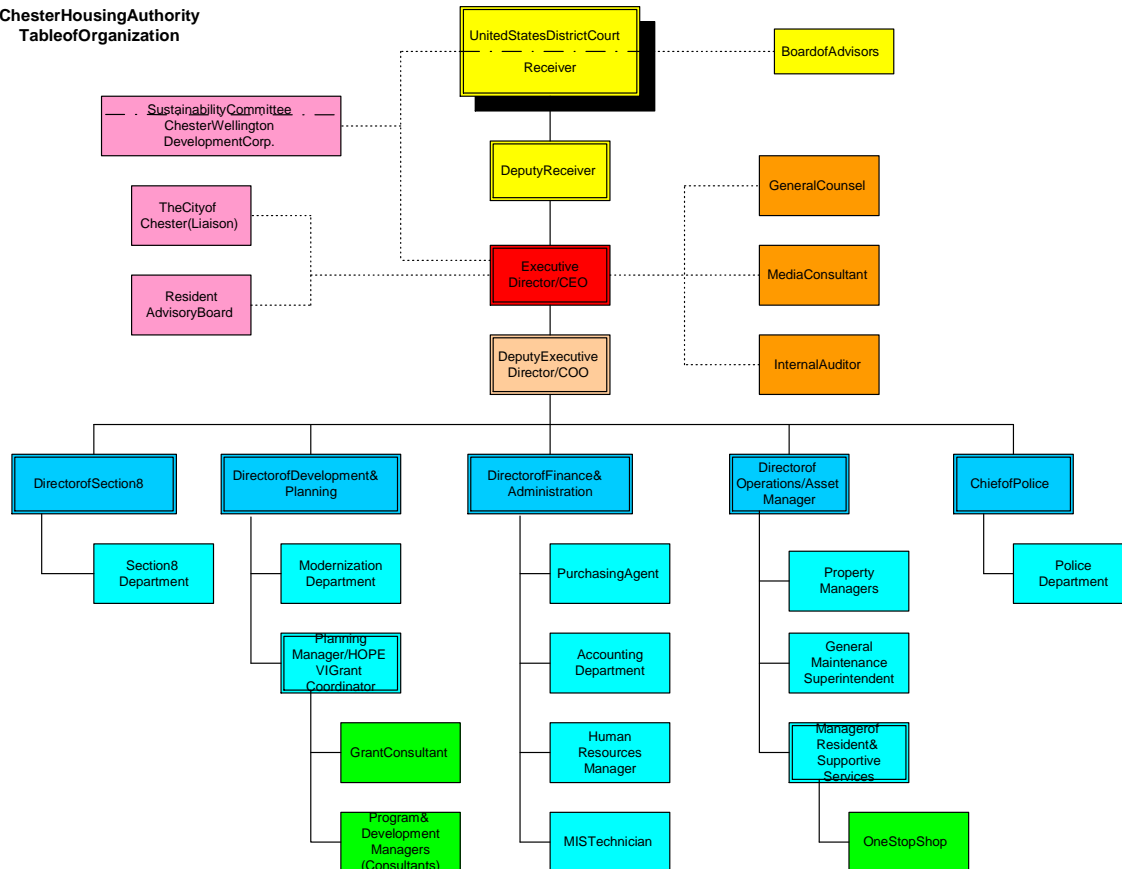 ChesterHousingAuthority
TableofOrganization
UnitedStatesDistrictCourt
Receiver
BoardofAdvisors
SustainabilityCommittee
ChesterWellington
DevelopmentCorp.
DeputyReceiver
GeneralCounsel
TheCityof
Chester(Liaison)
Executive
Director/CEO
MediaConsultant
Resident
AdvisoryBoard
DeputyExecutive
Director/COO
InternalAuditor
DirectorofSection8
DirectorofDevelopment&
Planning
DirectorofFinance&
Administration
Directorof
Operations/Asset
Manager
ChiefofPolice
Section8
Department
Modernization
Department
PurchasingAgent
Property
Managers
Police
Department
Planning
Manager/HOPE
VIGrant
Coordinator
Accounting
Department
General
Maintenance
Superintendent
GrantConsultant
Human
Resources
Manager
Managerof
Resident&
Supportive
Services
Program&
Development
Managers
(Consultants)
MISTechnician
OneStopShop